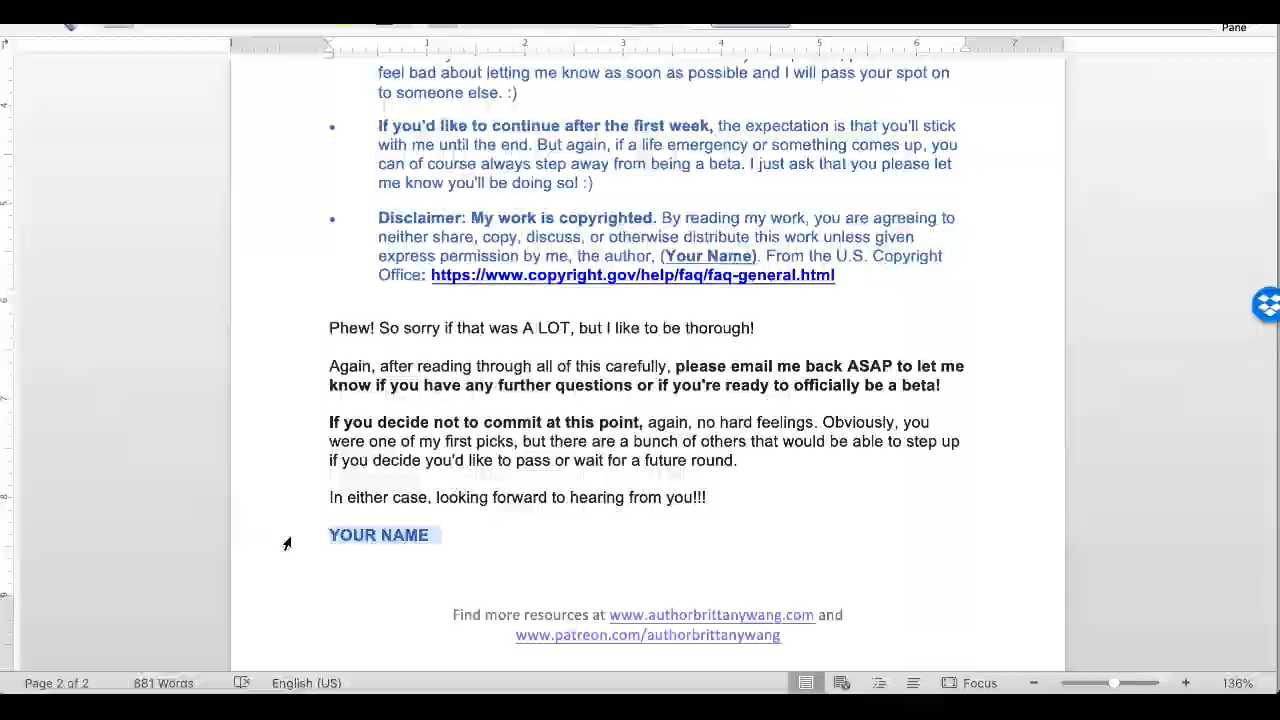 Pane
1 1 2 3 4 5 6 7
feel bad about letting me know as soon as possible and I will pass your spot on
to someone else. :)
• If you'd like to continue after the first week, the expectation is that you'll stick
with me until the end. But again, if a life emergency or something comes up, you
can of course always step away from being a beta. I just ask that you please let
me know you'll be doing so! :)
• Disclaimer: My work is copyrighted. By reading my work, you are agreeing to
neither share, copy, discuss, or otherwise distribute this work unless given
express permission by me, the author, (Your Name). From the U.S. Copyright
Office: https://www.copyright.gov/help/faq/faq-general.html
Phew! So sorry if that was A LOT, but I like to be thorough!
Again, after reading through all of this carefully, please email me back ASAP to let me
know if you have any further questions or if you're ready to officially be a beta!
If you decide not to commit at this point, again, no hard feelings. Obviously, you
were one of my first picks, but there are a bunch of others that would be able to step up
if you decide you'd like to pass or wait for a future round.
In either case, looking forward to hearing from you!!!
YOUR NAME
Find more resources at www.authorbrittanywang.com and
www.patreon.com/authorbrittanywang
Page 2 of 2 881 Words English (US) Focus 136%